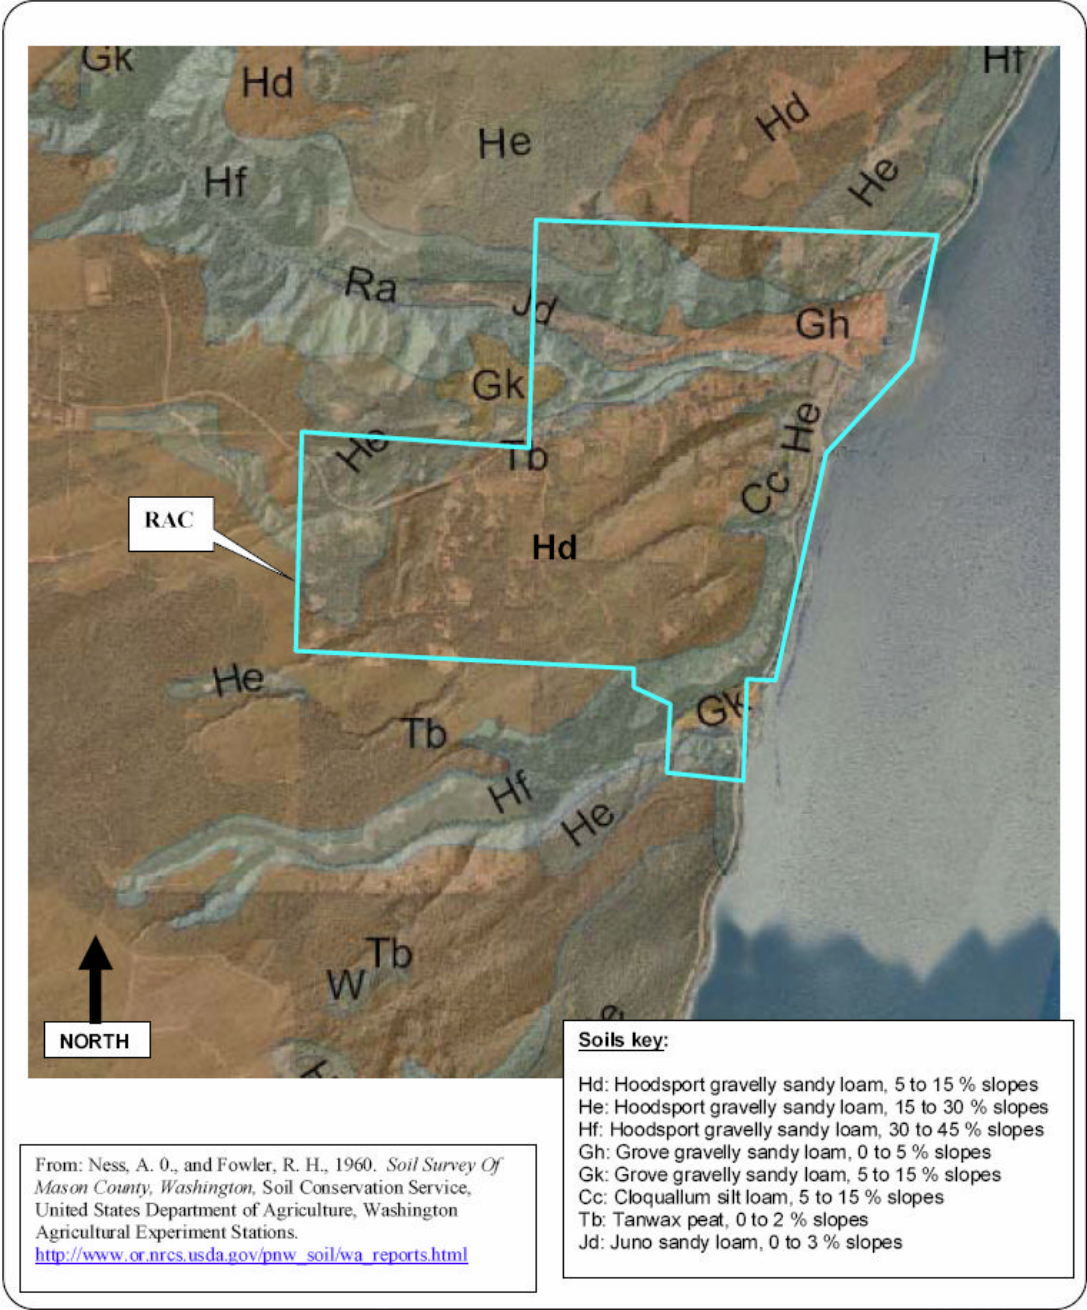 Gk
Hd
Hf
Hd
He
He
Hf
Ra
Jd
Gh
Gk
He
Tb
He
Cc
RAC
Hd
He
Gk
Tb
Hf
He
Tb
W
NORTH
Soils key:
Hd: Hoodsport gravelly sandy loam, 5 to 15 % slopes
He: Hoodsport gravelly sandy loam, 15 to 30 % slopes
Hf: Hoodsport gravelly sandy loam, 30 to 45 % slopes
Gh: Grove gravelly sandy loam, 0 to 5 % slopes
Gk: Grove gravelly sandy loam, 5 to 15 % slopes
Cc: Cloquallum silt loam, 5 to 15 % slopes
Tb: Tanwax peat, 0 to 2 % slopes
Jd: Juno sandy loam, 0 to 3 % slopes
From: Ness, A. 0., and Fowler, R. H., 1960. Soil Survey Of
Mason County, Washington, Soil Conservation Service,
United States Department of Agriculture, Washington
Agricultural Experiment Stations.
http://www.or.nrcs.usda.gov/pnw_soil/wa_reports.html